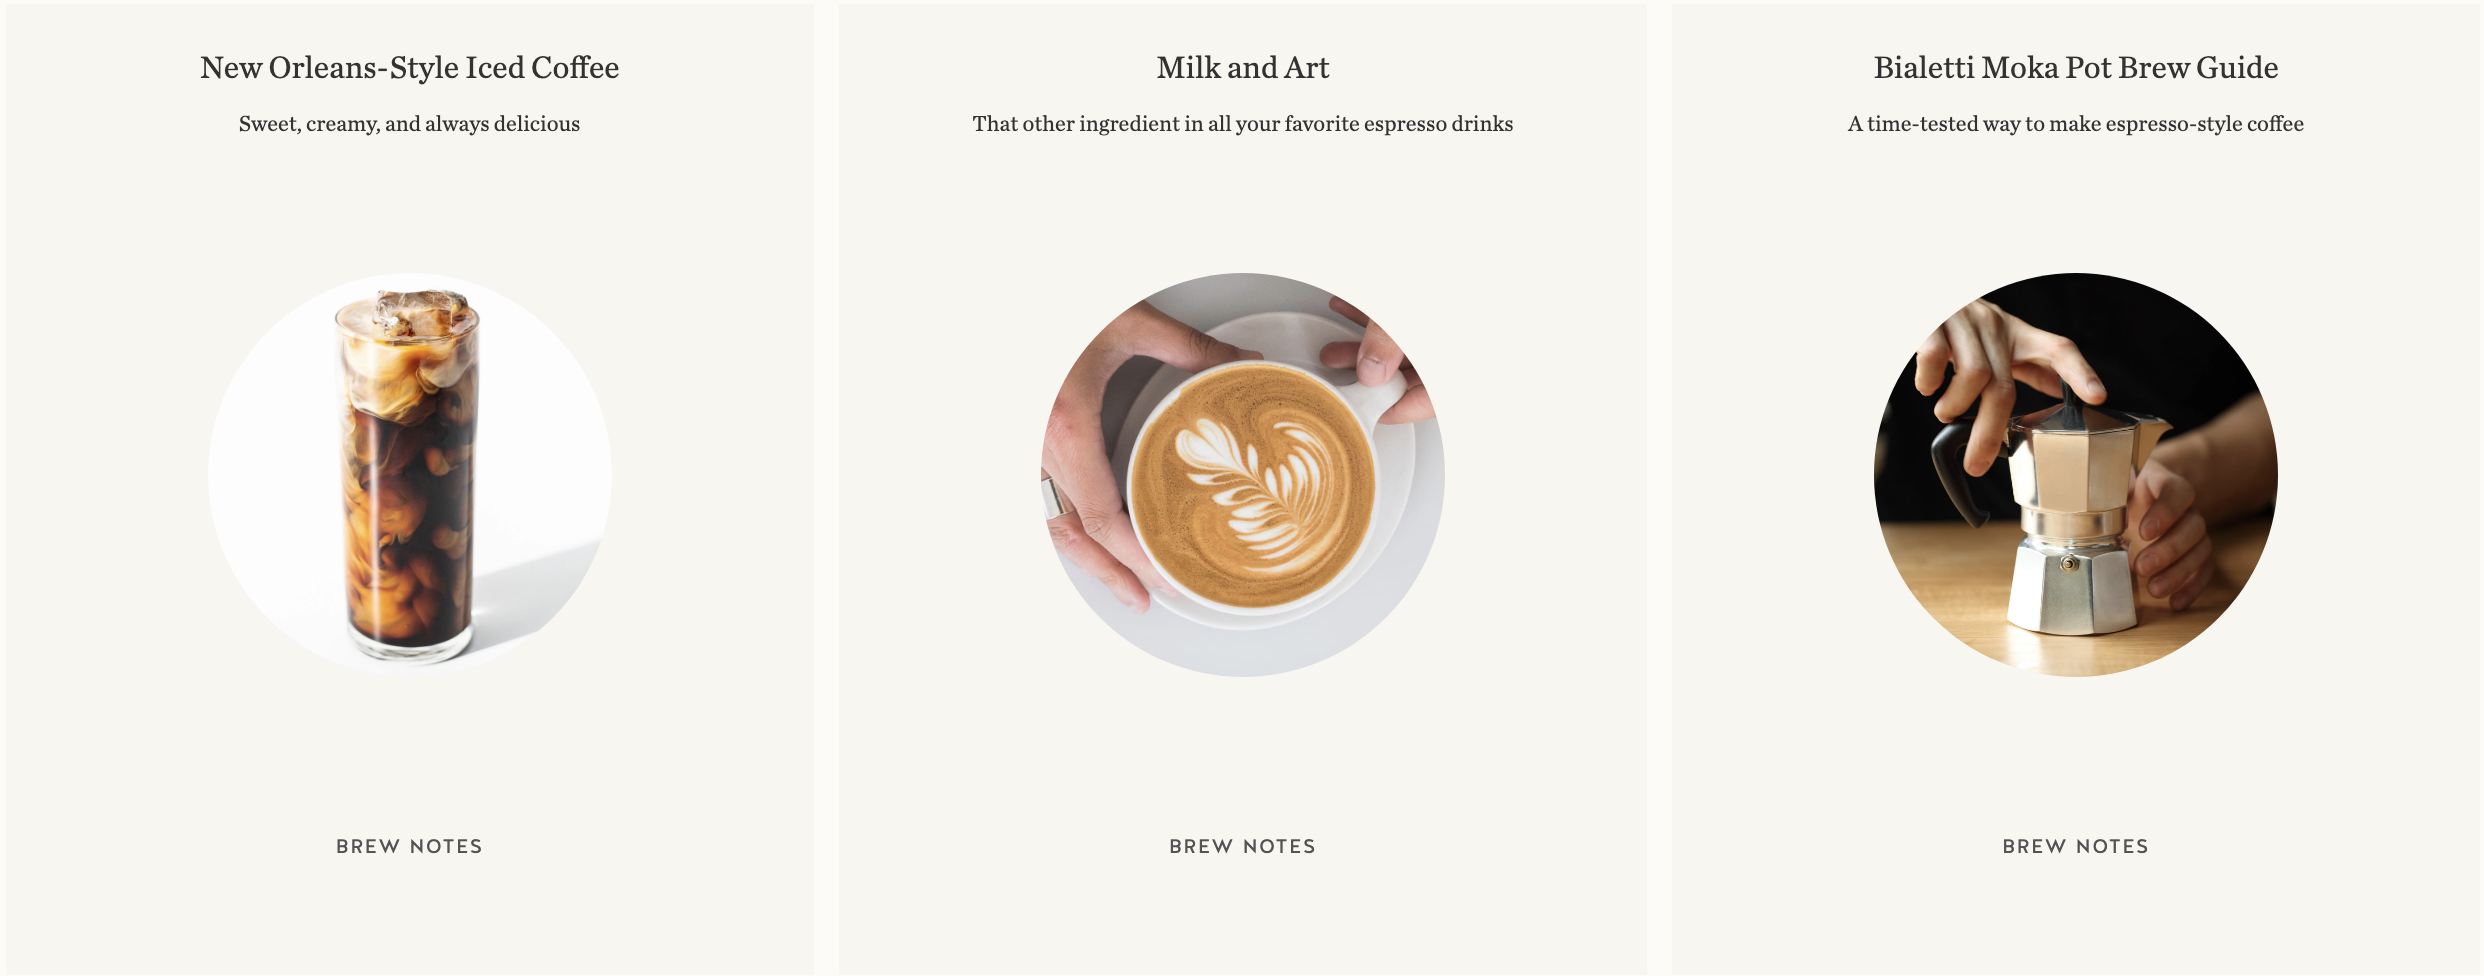 New Orleans-Style Iced Coffee
Sweet, creamy, and always delicious
BREW NOTES
Milk and Art
That other ingredient in all your favorite espresso drinks
BREW NOTES
Bialetti Moka Pot Brew Guide
A time-tested way to make espresso-style coffee
BREW NOTES